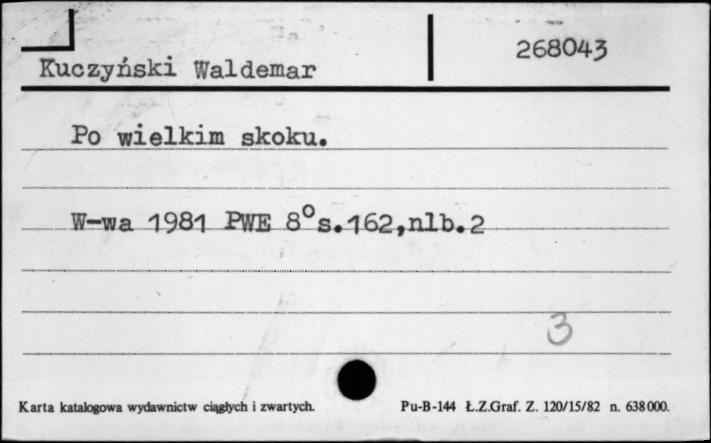 268043
Kuczyński Waldemar
Po wielkim skoku.
W-wa 1981 PWE 8° s.162,nlb.2
3
Karta katalogowa wydawnictw ciągłych i zwartych. Pu-B-144 Ł.Z.Graf. Z. 120/15/82 n. 638000.